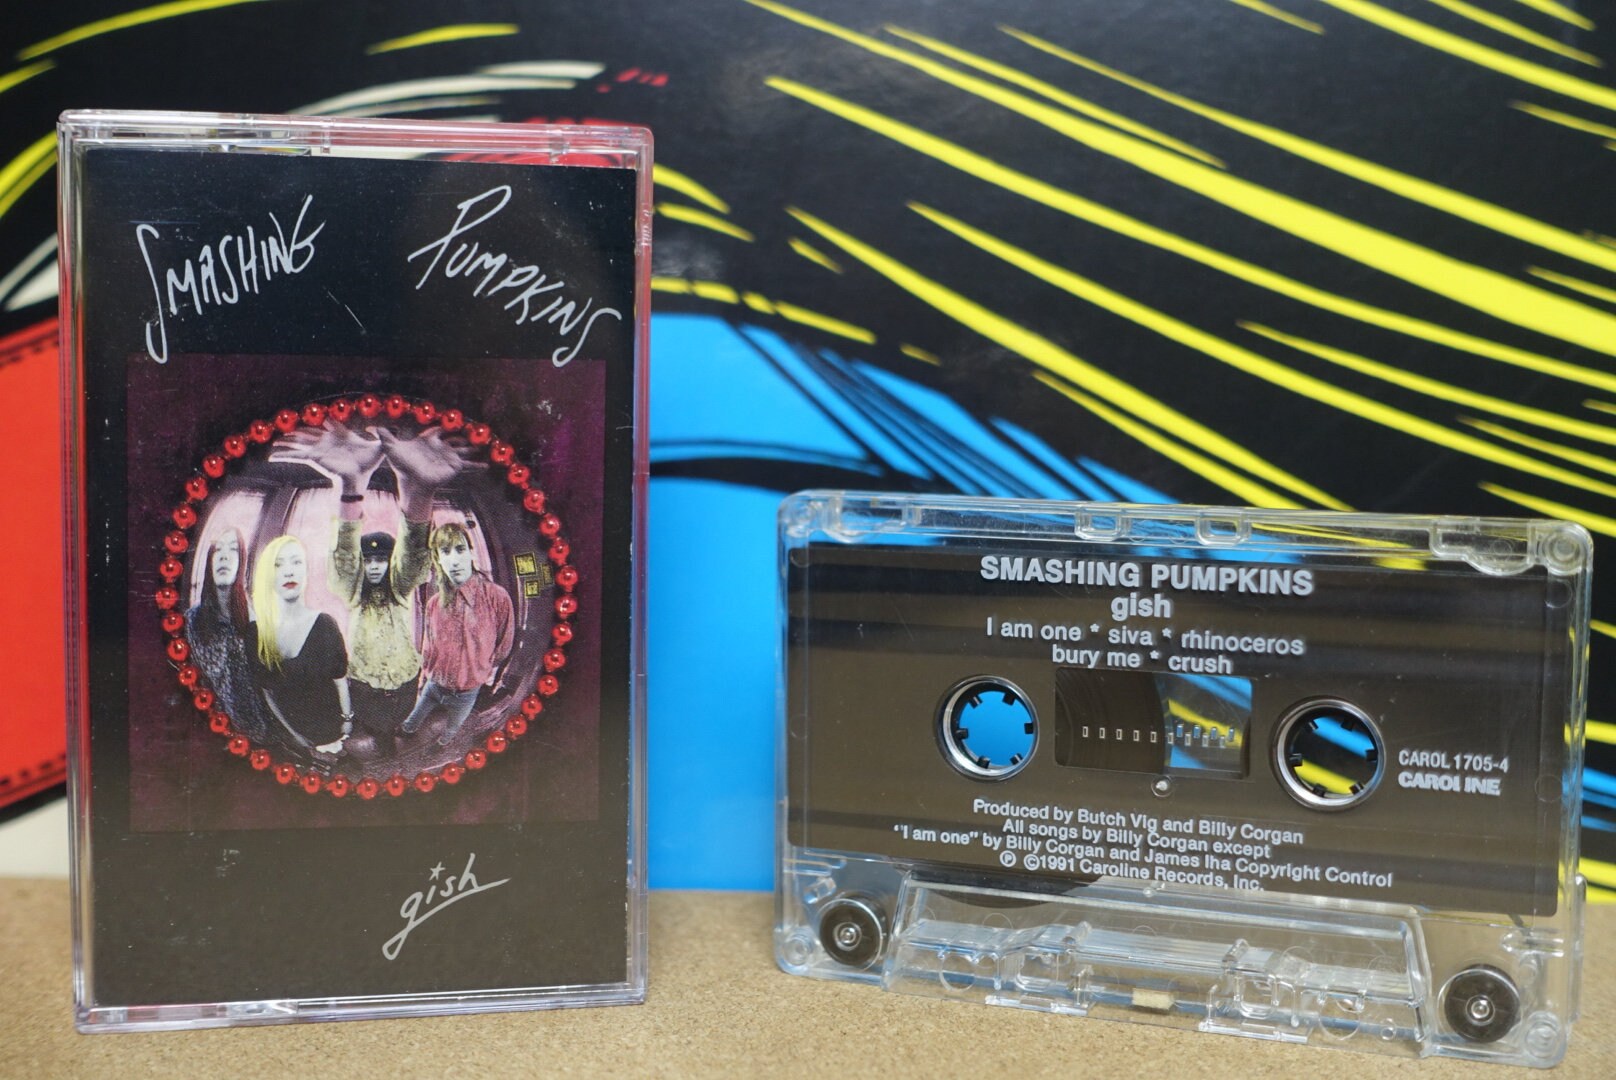 SMASHING PUMPKINS
gish
SMASHING PUMPKINS
gish
I am one * siva * rhinoceros
bury me * crush
CAROL 1705-4
CAROLINE
Produced by Butch Vig and Billy Corgan
All songs by Billy Corgan except
"I am one" by Billy Corgan and James Iha Copyright Control
Ⓟ ©1991 Caroline Records, Inc.